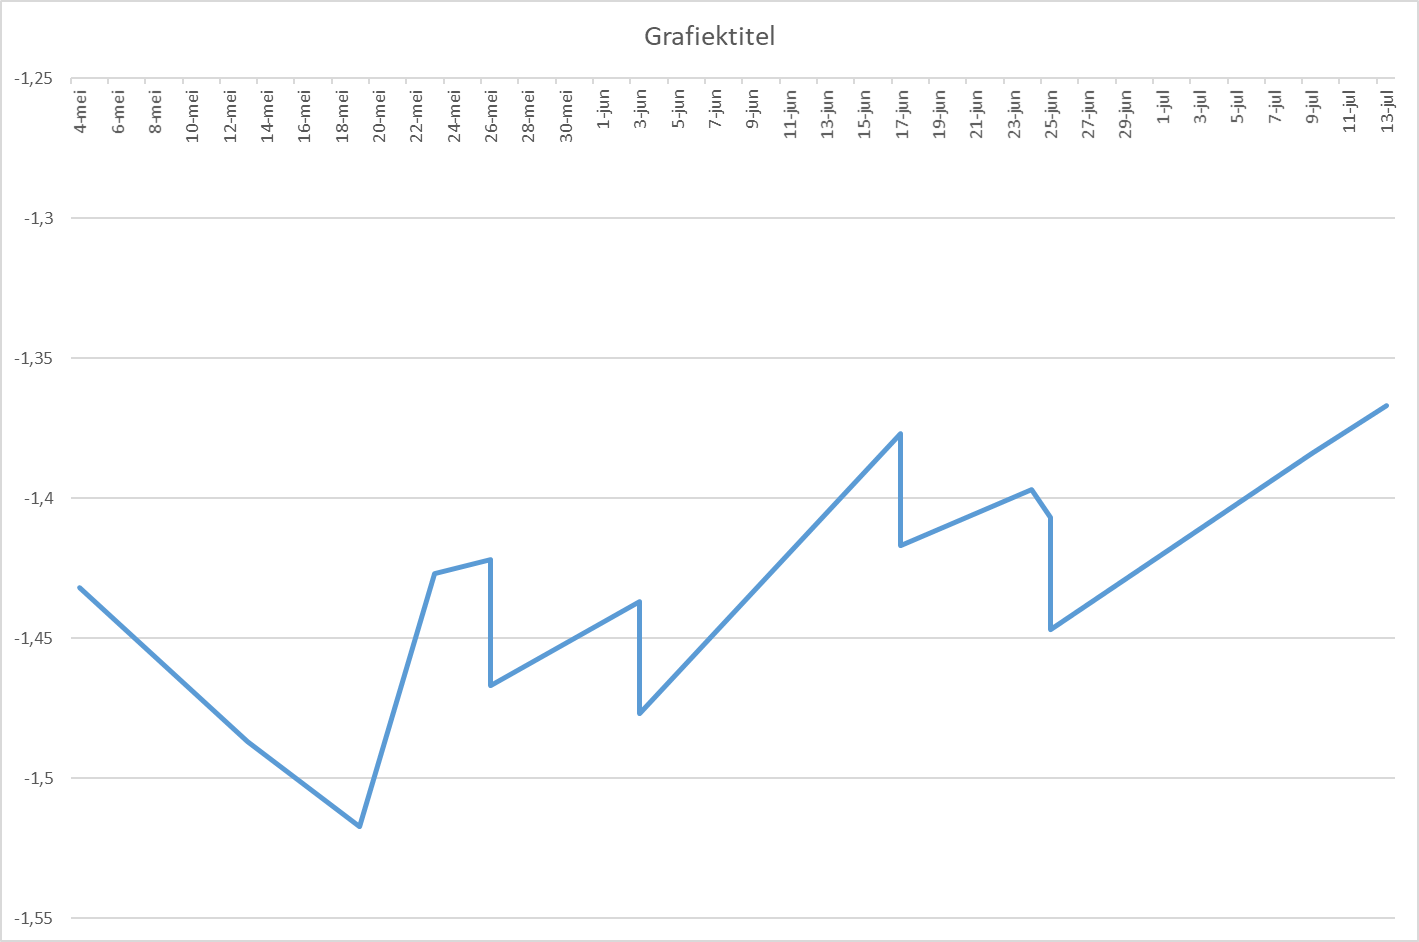 Grafiektitel
-1,25
4-mei
6-mei
8-mei
10-mei
12-mei
14-mei
16-mei
18-mei
20-mei
22-mei
24-mei
26-mei
28-mei
30-mei
1-jun
3-jun
5-jun
7-jun
9-jun
11-jun
13-jun
15-jun
17-jun
19-jun
21-jun
23-jun
25-jun
27-jun
29-jun
1-jul
3-jul
5-jul
7-jul
9-jul
11-jul
13-jul
-1,3
-1,35
-1,4
-1,45
-1,5
-1,55